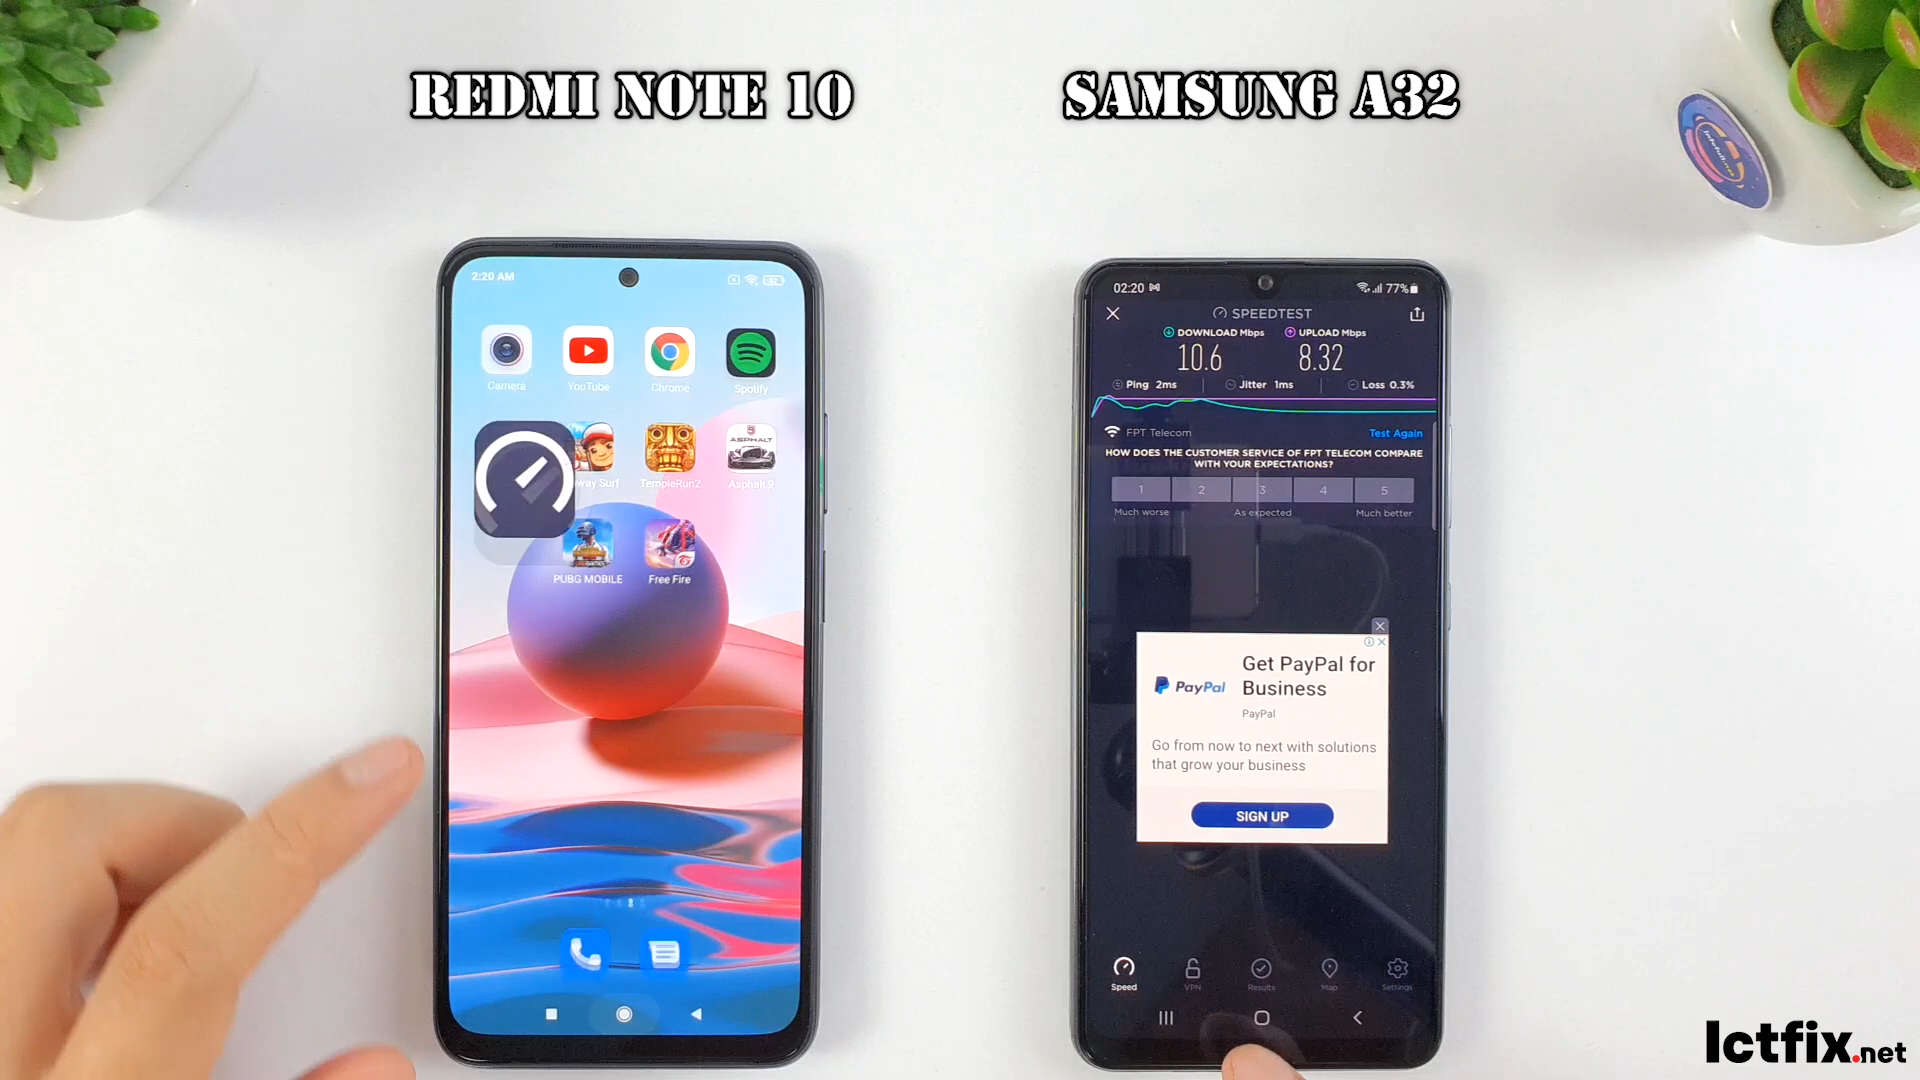 REDMI NOTE 10
SAMSUNG A32
2:20 AM
Camera
YouTube
Chrome
Spotify
way Surf
TempleRun2
ASPHALT
Asphalt 9
PUBG MOBILE
Free Fire
02:20
77%
SPEEDTEST
DOWNLOAD Mbps
UPLOAD Mbps
10.6
8.32
Ping 2ms
Jitter 1ms
Loss 0.3%
FPT Telecom
Test Again
HOW DOES THE CUSTOMER SERVICE OF FPT TELECOM COMPARE
WITH YOUR EXPECTATIONS?
1 2 3 4 5
Much worse
As expected
Much better
Get PayPal for
Business
PayPal
PayPal
Go from now to next with solutions
that grow your business
SIGN UP
Speed
VPN
Results
Map
Settings
Ictfix.net